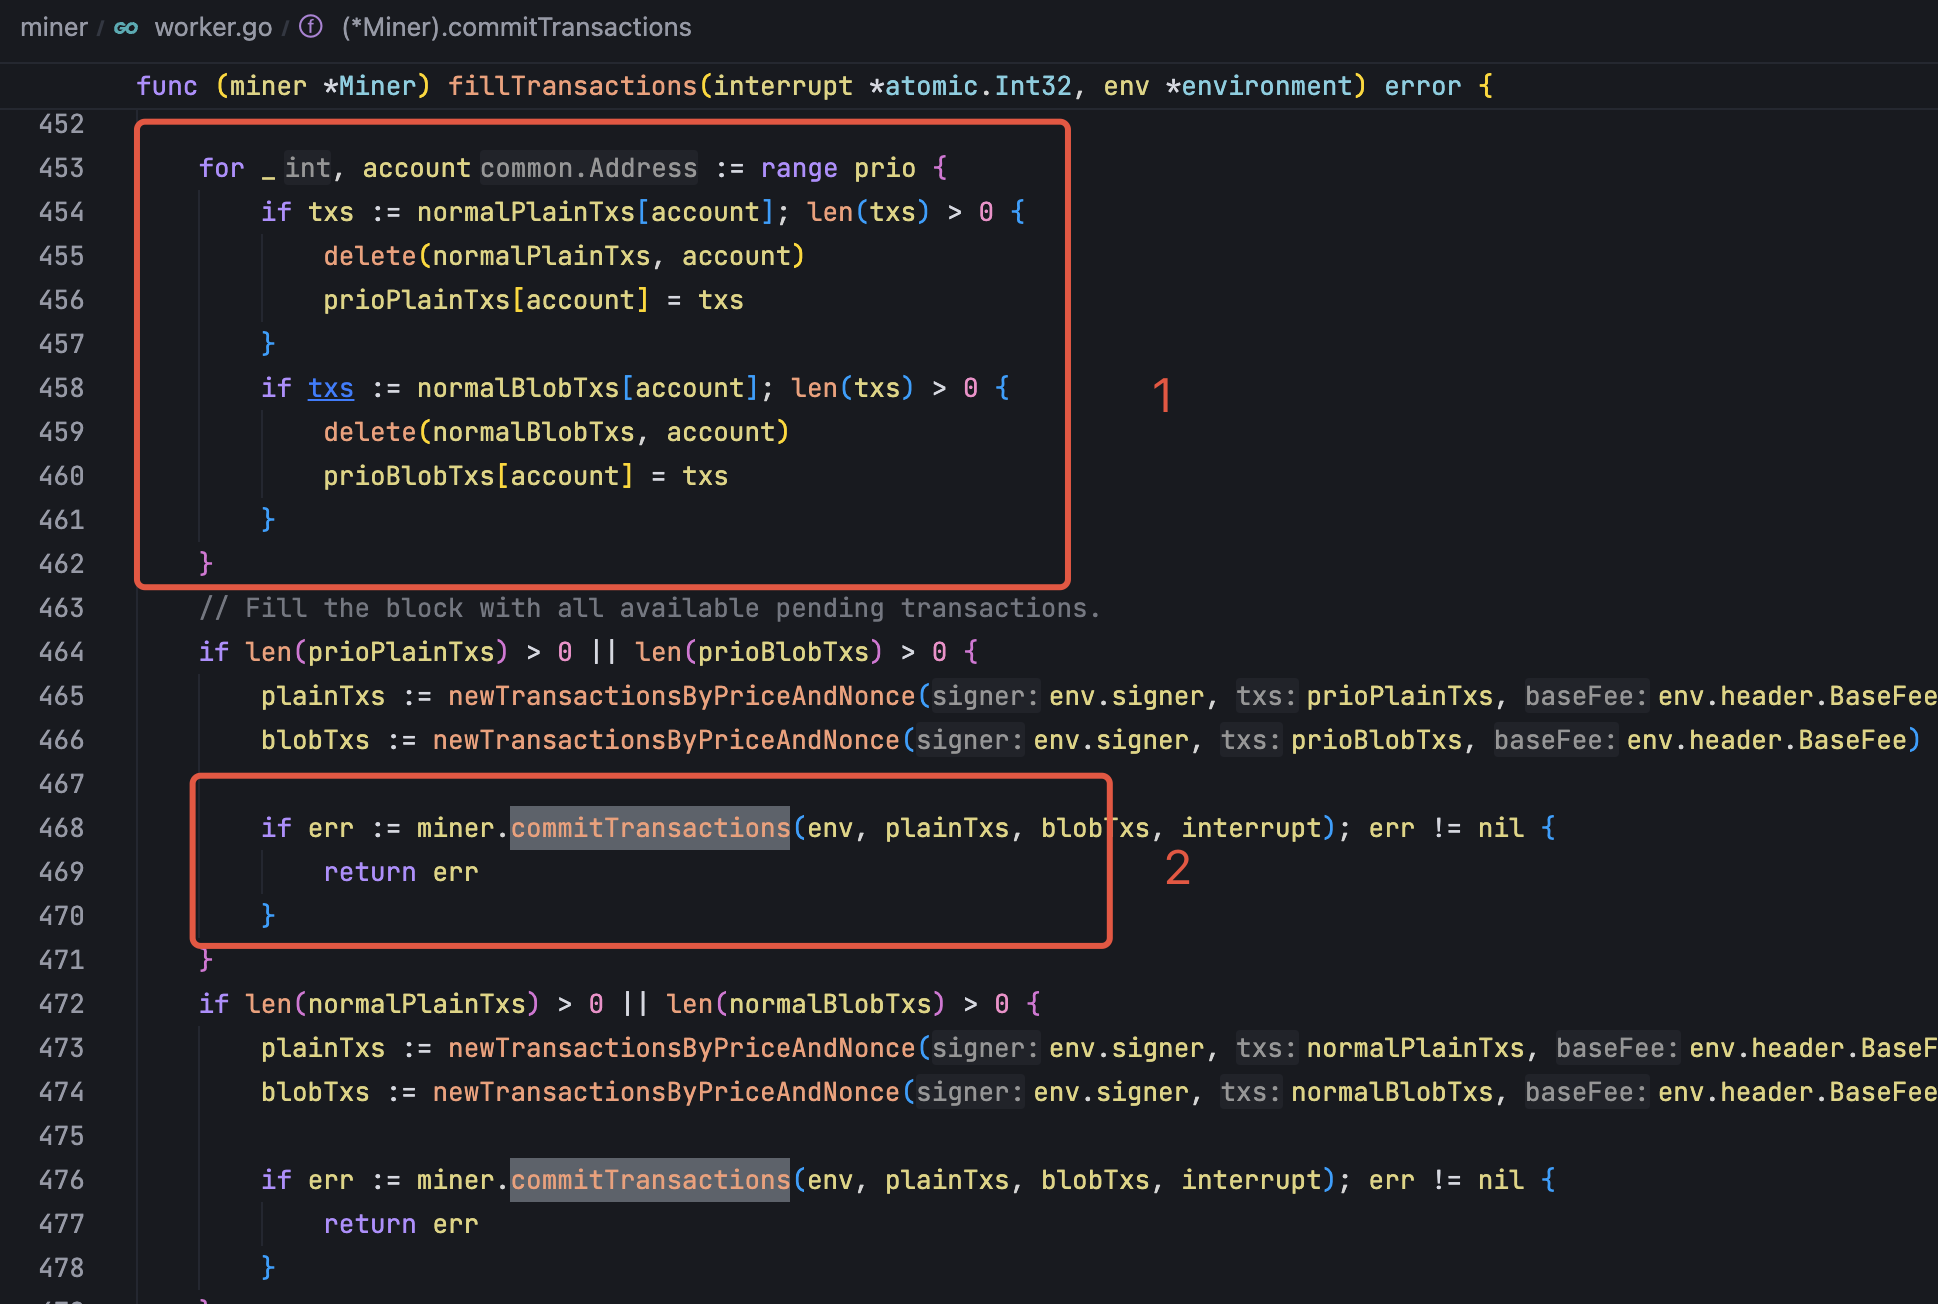 miner / GO worker.go / f (*Miner).commitTransactions
func (miner *Miner) fillTransactions(interrupt *atomic.Int32, env *environment) error {
452
453 for _ int, account common.Address := range prio {
454 if txs := normalPlainTxs[account]; len(txs) > 0 {
455 delete(normalPlainTxs, account)
456 prioPlainTxs[account] = txs
457 }
458 if txs := normalBlobTxs[account]; len(txs) > 0 {
1
459 delete(normalBlobTxs, account)
460 prioBlobTxs[account] = txs
461 }
462 }
463 // Fill the block with all available pending transactions.
464 if len(prioPlainTxs) > 0 || len(prioBlobTxs) > 0 {
465 plainTxs := newTransactionsByPriceAndNonce(signer: env.signer, txs: prioPlainTxs, baseFee: env.header.BaseFee
466 blobTxs := newTransactionsByPriceAndNonce(signer: env.signer, txs: prioBlobTxs, baseFee: env.header.BaseFee)
467
468 if err := miner.commitTransactions(env, plainTxs, blobTxs, interrupt); err != nil {
469 return err
2
470 }
471 }
472 if len(normalPlainTxs) > 0 || len(normalBlobTxs) > 0 {
473 plainTxs := newTransactionsByPriceAndNonce(signer: env.signer, txs: normalPlainTxs, baseFee: env.header.BaseF
474 blobTxs := newTransactionsByPriceAndNonce(signer: env.signer, txs: normalBlobTxs, baseFee: env.header.BaseFee
475
476 if err := miner.commitTransactions(env, plainTxs, blobTxs, interrupt); err != nil {
477 return err
478 }